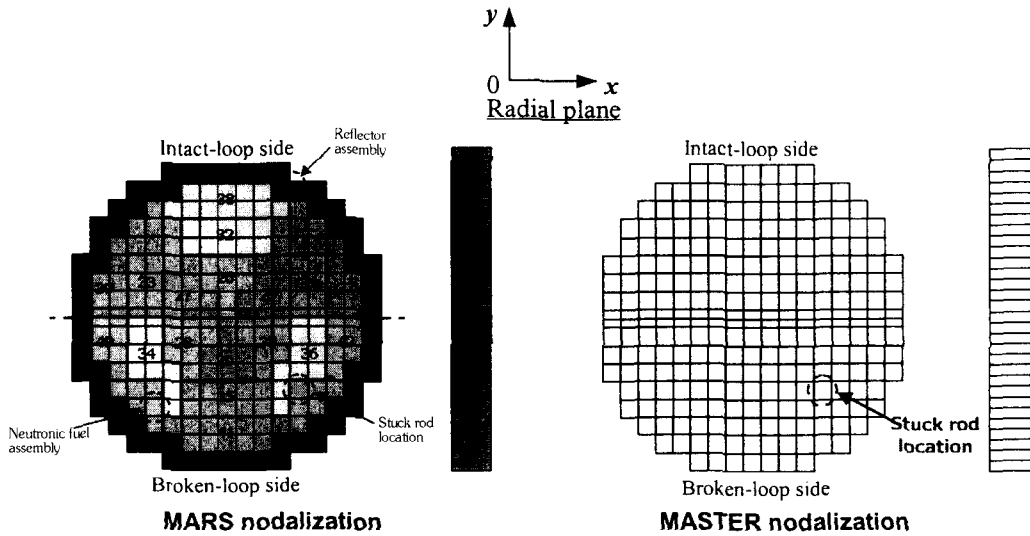 y
0
x
Radial plane
Reflector
assembly
Intact-loop side
Intact-loop side
38
32
34
36
Neutronic fuel
assembly
Stuck rod
location
Stuck rod
location
Broken-loop side
Broken-loop side
MARS nodalization
MASTER nodalization